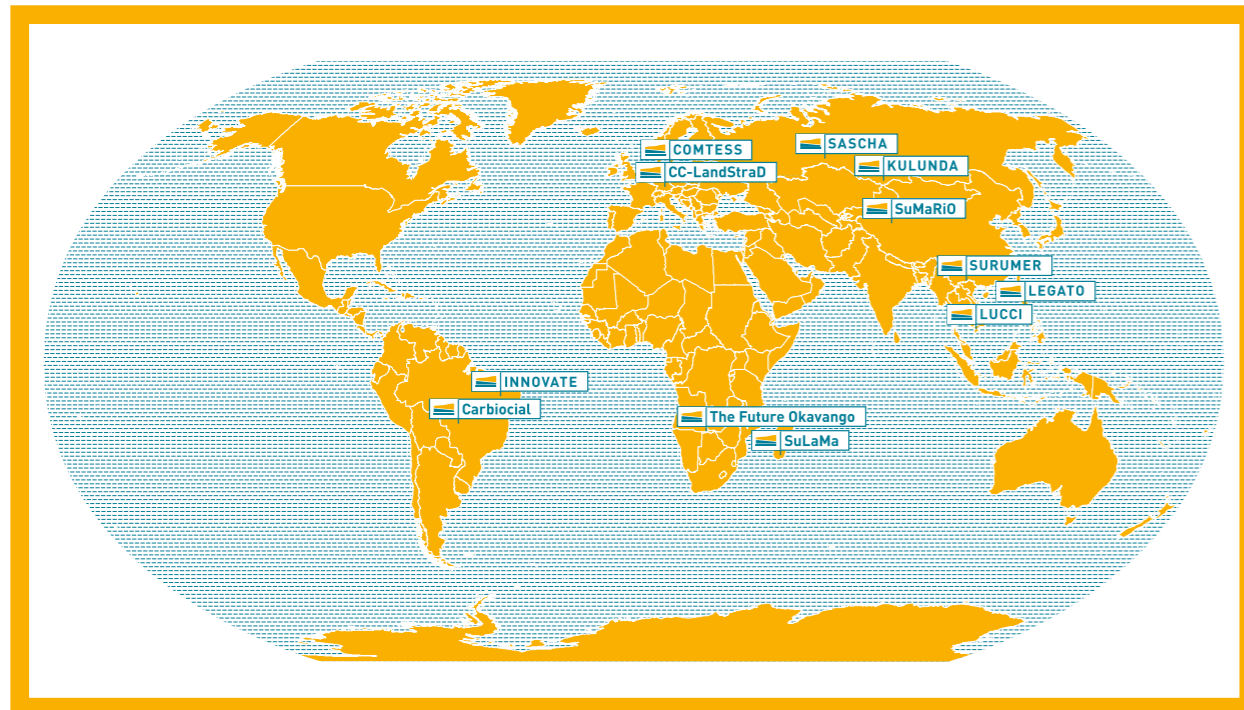 COMTESS
SASCHA
CC-LandStraD
KULUNDA
SuMaRiO
SURUMER
LEGATO
LUCCI
INNOVATE
Carbiocial
The Future Okavango
SuLaMa